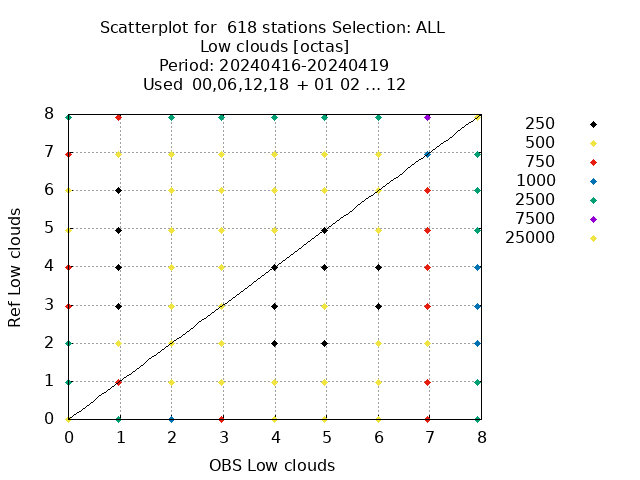 Scatterplot for  618 stations Selection: ALL
Low clouds [octas]
Period: 20240416-20240419
Used  00,06,12,18  + 01 02 ... 12
8
7
6
5
4
3
2
1
0
0 1 2 3 4 5 6 7 8
Ref Low clouds
OBS Low clouds
250
500
750
1000
2500
7500
25000